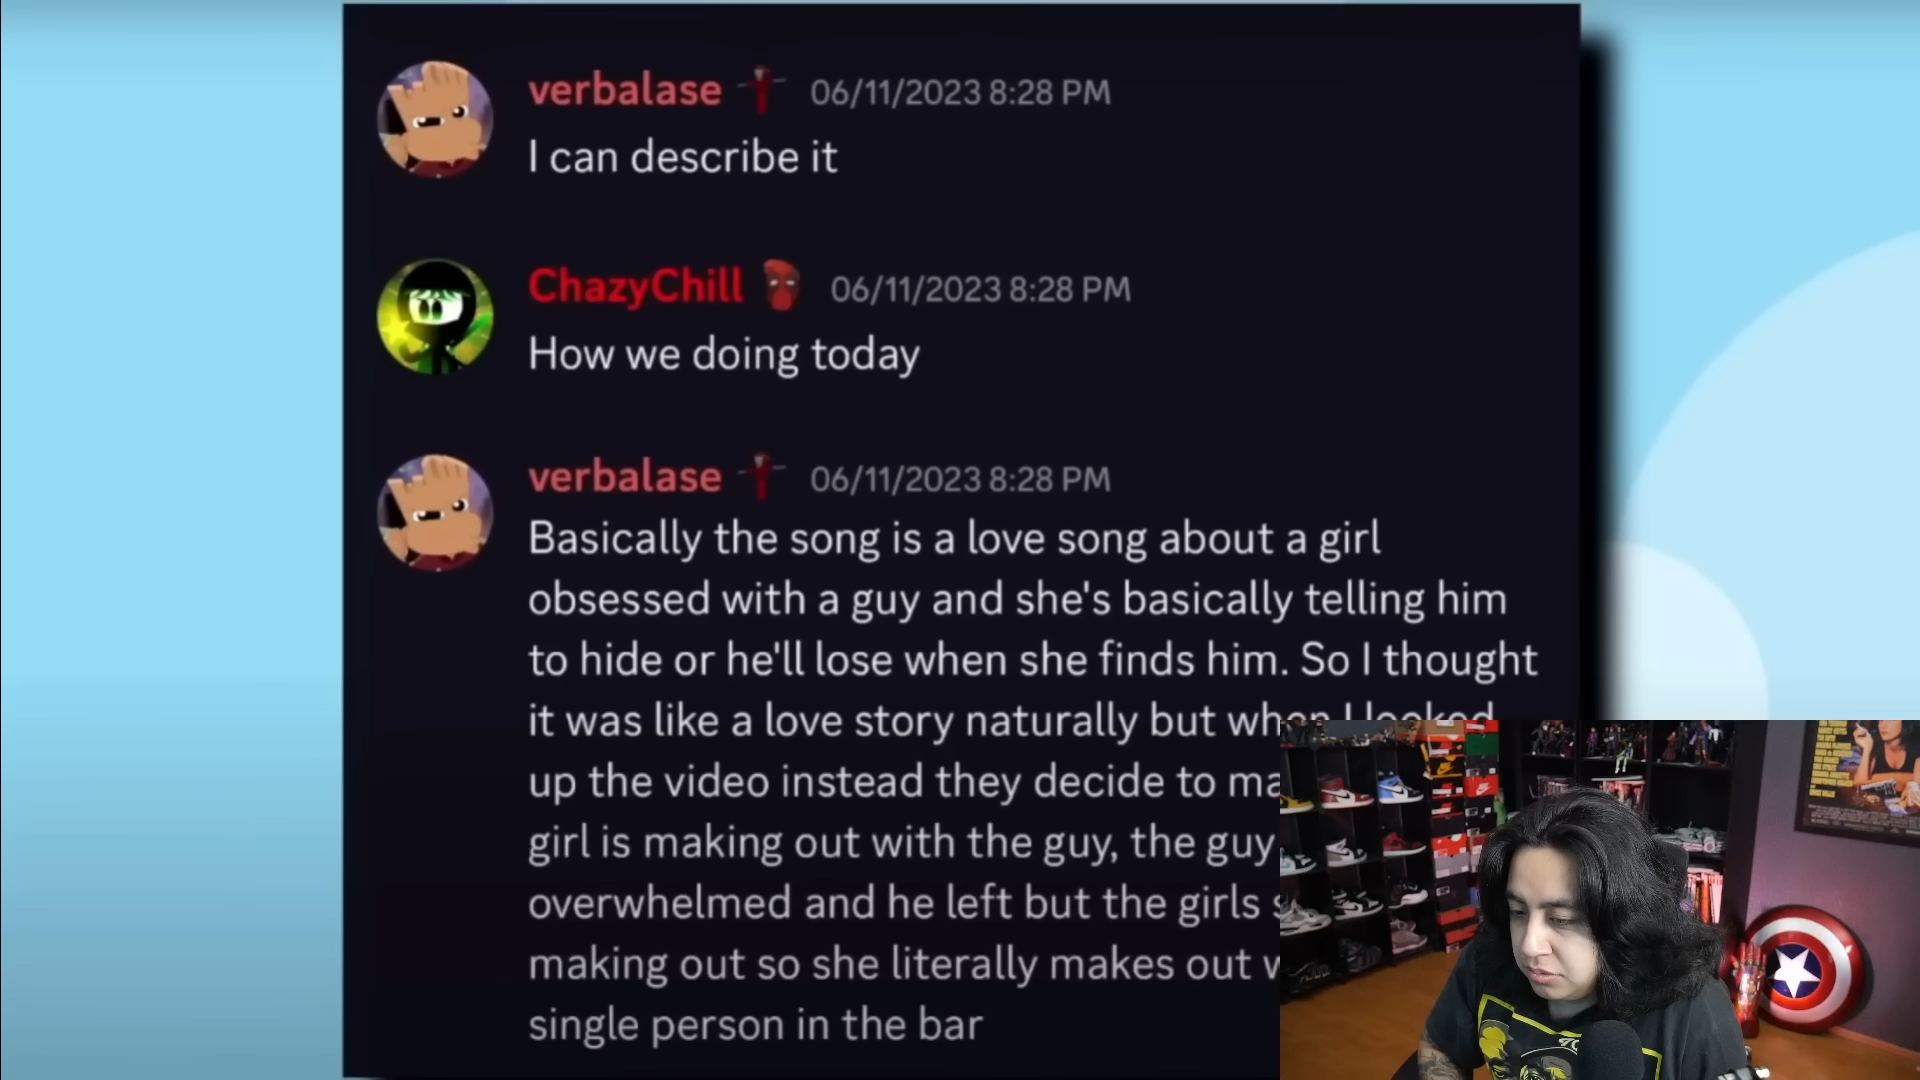 verbalase 06/11/2023 8:28 PM
I can describe it
ChazyChill 06/11/2023 8:28 PM
How we doing today
verbalase 06/11/2023 8:28 PM
Basically the song is a love song about a girl
obsessed with a guy and she's basically telling him
to hide or he'll lose when she finds him. So I thought
it was like a love story naturally but when I looked
up the video instead they decide to ma
girl is making out with the guy, the guy
overwhelmed and he left but the girls s
making out so she literally makes out w
single person in the bar